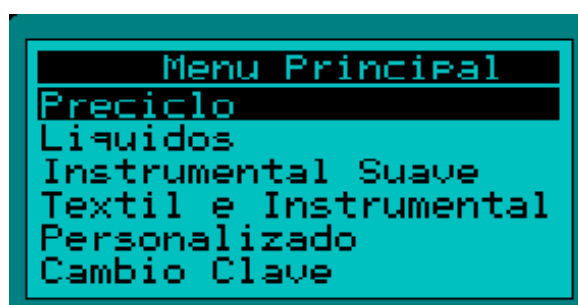 Menu Principal
Preciclo
Liquidos
Instrumental Suave
Textil e Instrumental
Personalizado
Cambio Clave